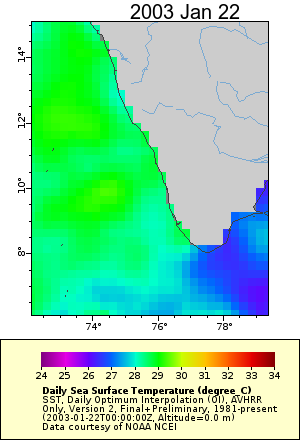 2003 Jan 22
14°
12°
10°
8°
74°
76°
78°
24 25 26 27 28 29 30 31 32 33 34
Daily Sea Surface Temperature (degree_C)
SST, Daily Optimum Interpolation (OI), AVHRR
Only, Version 2, Final+Preliminary, 1981-present
(2003-01-22T00:00:00Z, Altitude=0.0 m)
Data courtesy of NOAA NCEI